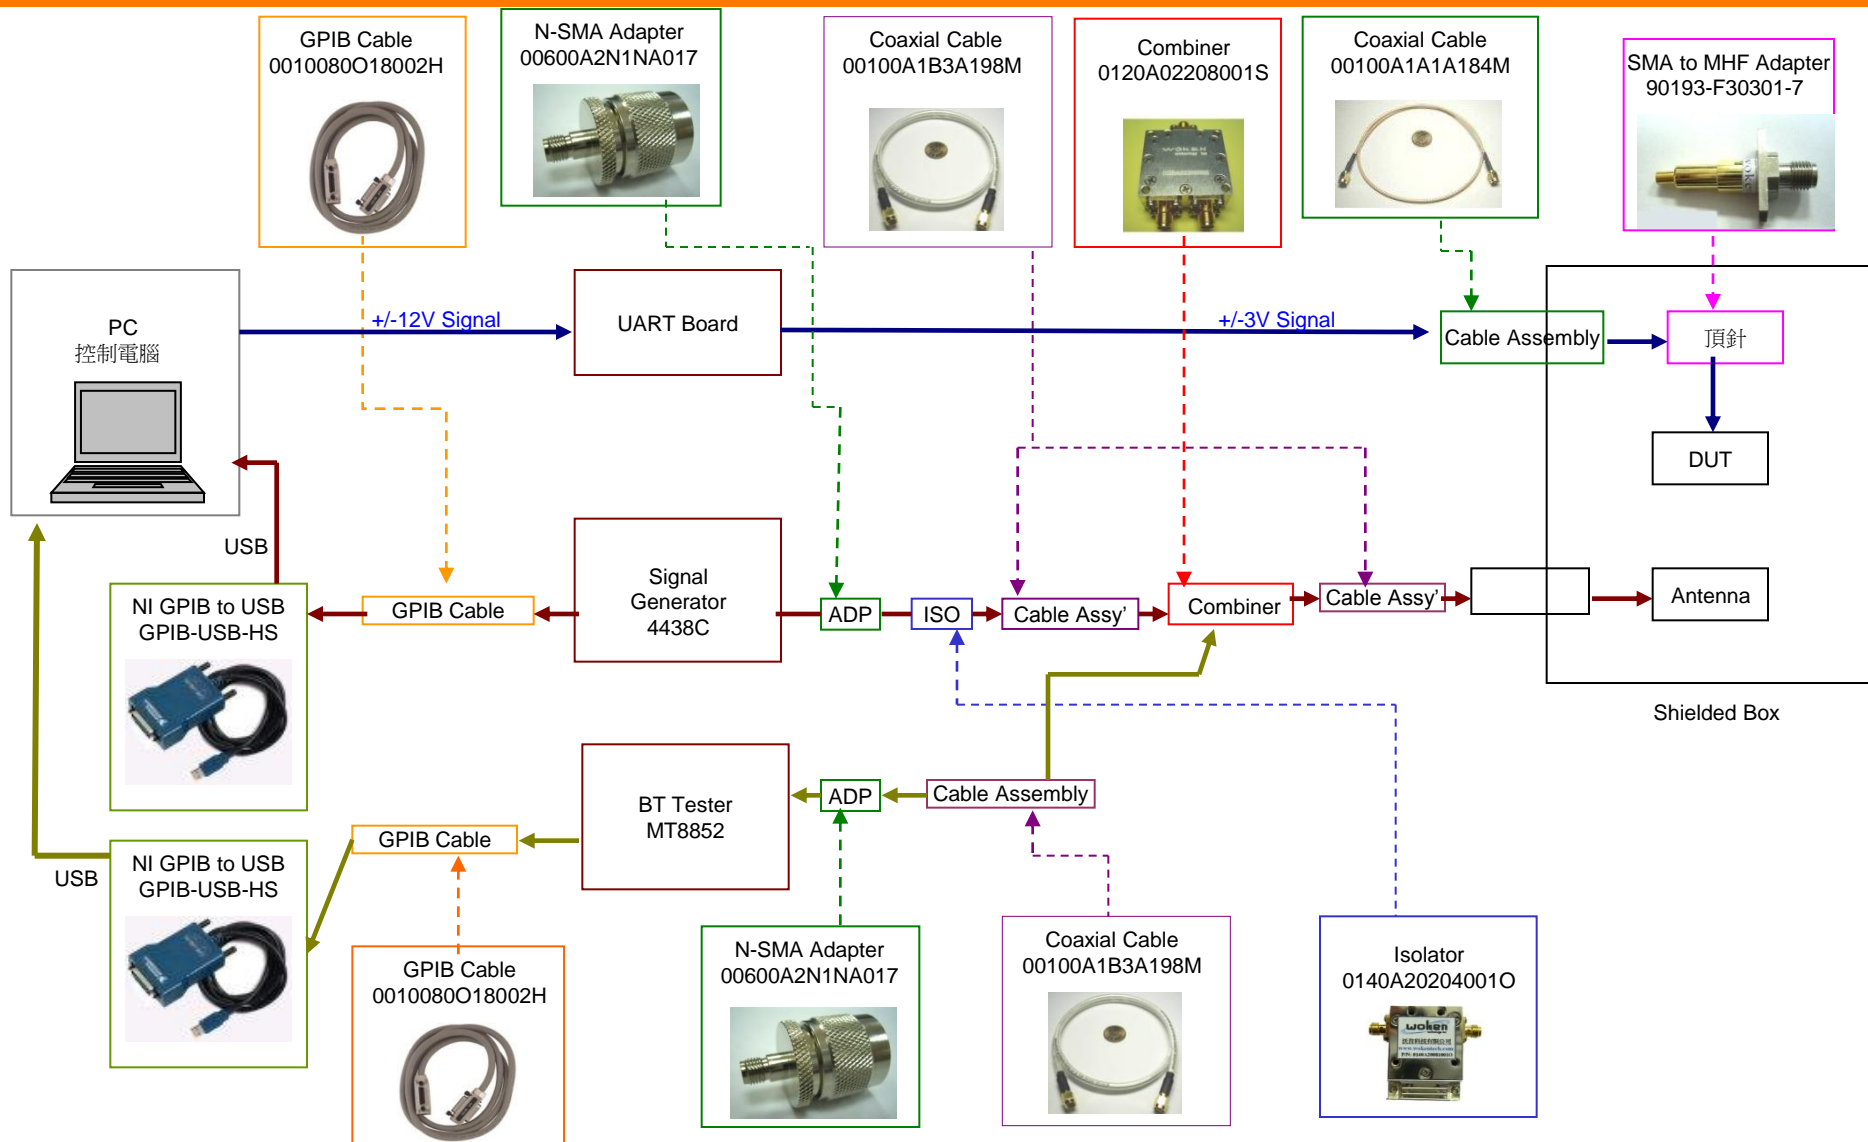 GPIB Cable
0010080O18002H
N-SMA Adapter
00600A2N1NA017
Coaxial Cable
00100A1B3A198M
Combiner
0120A02208001S
Coaxial Cable
00100A1A1A184M
SMA to MHF Adapter
90193-F30301-7
PC
控制電腦
+/-12V Signal
UART Board
+/-3V Signal
Cable Assembly
頂針
DUT
USB
NI GPIB to USB
GPIB-USB-HS
GPIB Cable
Signal
Generator
4438C
ADP
ISO
Cable Assy'
Combiner
Cable Assy'
Antenna
Shielded Box
BT Tester
MT8852
ADP
Cable Assembly
GPIB Cable
USB
NI GPIB to USB
GPIB-USB-HS
GPIB Cable
0010080O18002H
N-SMA Adapter
00600A2N1NA017
Coaxial Cable
00100A1B3A198M
Isolator
0140A20204001O
woken